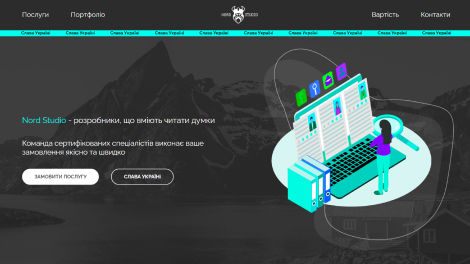 Послуги Портфоліо NORD STUDIO Вартість Контакти
Слава Україні Слава Україні Слава Україні Слава Україні Слава Україні Слава Україні Слава Україні Слава Україні Слава Україні Слава Україні
Nord Studio - розробники, що вміють читати думки
Команда сертифікованих спеціалістів виконає ваше
замовлення якісно та швидко
ЗАМОВИТИ ПОСЛУГУ СЛАВА УКРАЇНІ